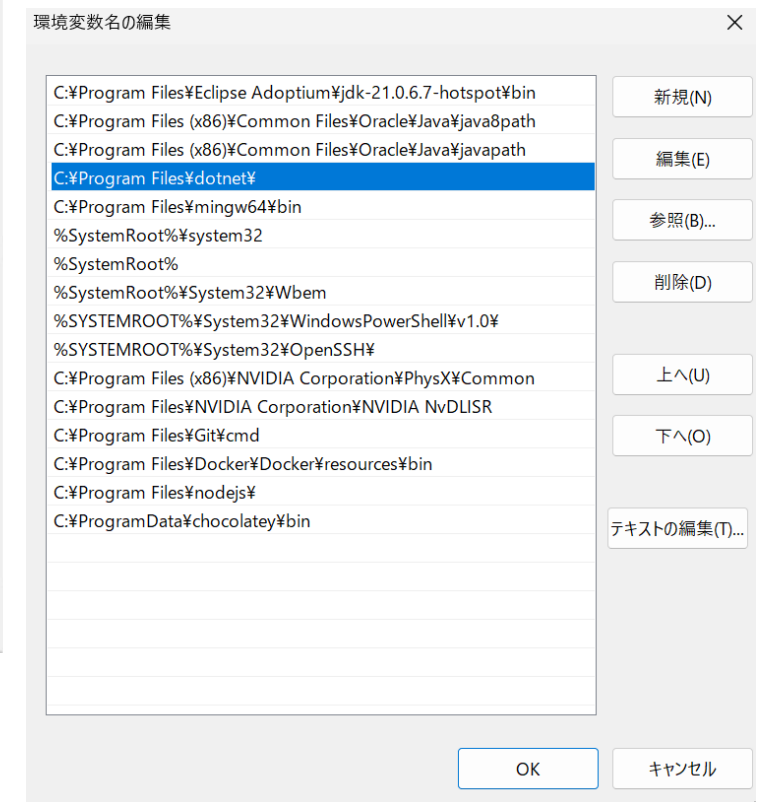 環境変数名の編集
C:¥Program Files¥Eclipse Adoptium¥jdk-21.0.6.7-hotspot¥bin
C:¥Program Files (x86)¥Common Files¥Oracle¥Java¥java8path
C:¥Program Files (x86)¥Common Files¥Oracle¥Java¥javapath
C:¥Program Files¥dotnet¥
C:¥Program Files¥mingw64¥bin
%SystemRoot%¥system32
%SystemRoot%
%SystemRoot%¥System32¥Wbem
%SYSTEMROOT%¥System32¥WindowsPowerShell¥v1.0¥
%SYSTEMROOT%¥System32¥OpenSSH¥
C:¥Program Files (x86)¥NVIDIA Corporation¥PhysX¥Common
C:¥Program Files¥NVIDIA Corporation¥NVIDIA NvDLISR
C:¥Program Files¥Git¥cmd
C:¥Program Files¥Docker¥Docker¥resources¥bin
C:¥Program Files¥nodejs¥
C:¥ProgramData¥chocolatey¥bin
新規(N)
編集(E)
参照(B)...
削除(D)
上へ(U)
下へ(O)
テキストの編集(T)...
OK
キャンセル